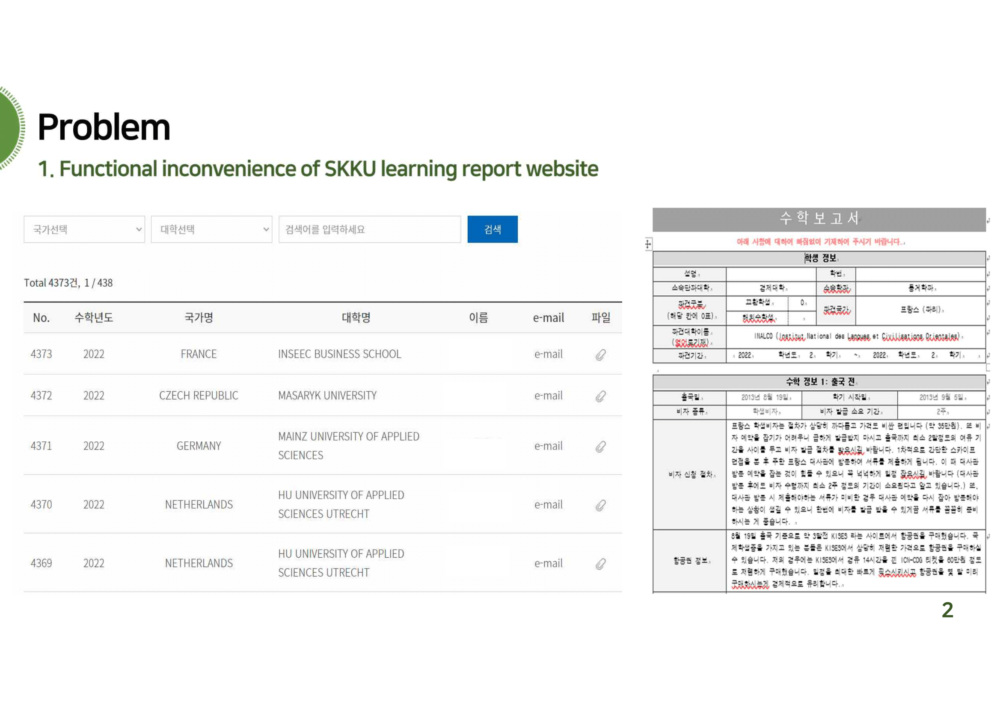 Problem
1. Functional inconvenience of SKKU learning report website
국가선택 대학선택 검색어를 입력하세요 검색
Total 4373건, 1 / 438
No. 수학년도 국가명 대학명 이름 e-mail 파일
4373 2022 FRANCE INSEEC BUSINESS SCHOOL e-mail
4372 2022 CZECH REPUBLIC MASARYK UNIVERSITY e-mail
4371 2022 GERMANY MAINZ UNIVERSITY OF APPLIED
SCIENCES e-mail
4370 2022 NETHERLANDS HU UNIVERSITY OF APPLIED
SCIENCES UTRECHT e-mail
4369 2022 NETHERLANDS HU UNIVERSITY OF APPLIED
SCIENCES UTRECHT e-mail
수학보고서
아래 사항에 대하여 빠짐없이 기재하여 주시기 바랍니다.
학생 정보
성명 학번
소속단과대학 경제대학 소속학과 통계학과
파견구분
(해당 칸에 O표) 교환학생 O 파견국가 프랑스 (파리)
해외수학생
파견대학이름
(영어로기재) INALCO (Institut National des Langues et Civilisations Orientales)
파견기간 2022 학년도 2 학기 ~ 2022 학년도 2 학기
수학 정보 1: 출국 전
출국일 2013년 8월 19일 학기 시작일 2013년 9월 5일
비자 종류 학생비자 비자 발급 소요 기간 2주
비자 신청 절차
프랑스 학생비자는 절차가 상당히 까다롭고 가격도 비싼 편입니다 (약 35만원). 또 비
자 예약을 잡기가 어려우니 급하게 발급받지 마시고 출국까지 최소 2달정도의 여유 기
간을 사이를 두고 비자 발급 절차를 밟으시길 바랍니다. 1차적으로 간단한 스카이프
면접을 본 후 주한 프랑스 대사관에 방문하여 서류를 제출하게 됩니다. 이 때 대사관
방문 예약을 잡는 것이 힘들 수 있으니 꼭 넉넉하게 일정 잡으시길 바랍니다 (대사관
방문 후에도 비자 수령까지 최소 2주 정도의 기간이 소요된다고 알고 있습니다.) 또,
대사관 방문 시 제출해야하는 서류가 미비한 경우 대사관 예약을 다시 잡아 방문해야
하는 상황이 생길 수 있으니 한번에 비자를 발급 받을 수 있게끔 서류를 꼼꼼히 준비
하시는 게 좋습니다.
항공권 정보
8월 19일 출국 기준으로 약 3달전 KISES 라는 사이트에서 항공권을 구매했습니다. 국
제학생증을 가지고 있는 분들은 KISES에서 상당히 저렴한 가격으로 항공권을 구매하실
수 있습니다. 저의 경우에는 KISES에서 경유 14시간을 낀 ICN-CDG 티켓을 60만원 정도
로 저렴하게 구매했습니다. 일정을 최대한 빠르게 픽스시키시고 항공권을 몇 달 미리
구매하시는게 경제적으로 유리합니다.
2